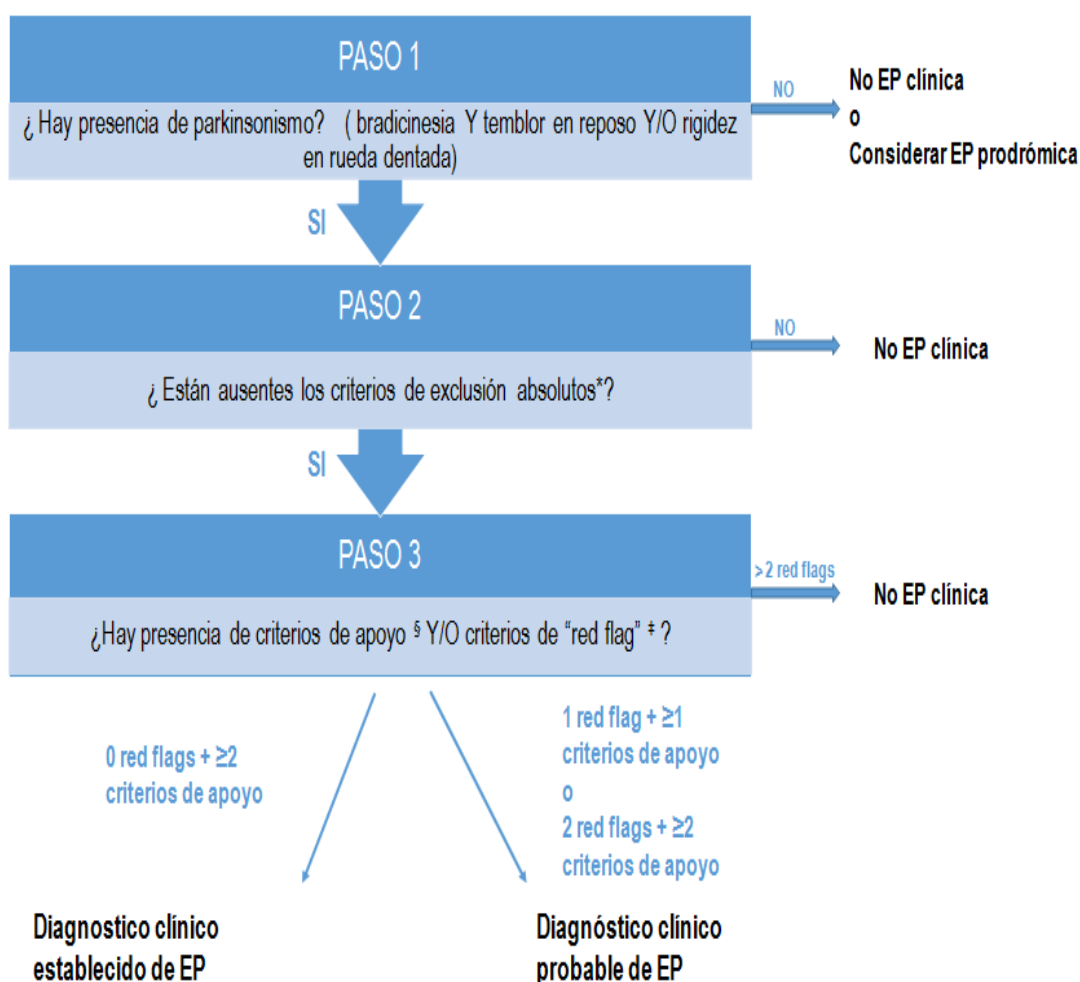 PASO 1
¿ Hay presencia de parkinsonismo? ( bradicinesia Y temblor en reposo Y/O rigidez
en rueda dentada)
NO
No EP clínica
o
Considerar EP prodrómica
SI
PASO 2
¿ Están ausentes los criterios de exclusión absolutos*?
NO
No EP clínica
SI
PASO 3
¿Hay presencia de criterios de apoyo § Y/O criterios de “red flag” ‡ ?
>2 red flags
No EP clínica
0 red flags + ≥2
criterios de apoyo
1 red flag + ≥1
criterios de apoyo
o
2 red flags + ≥2
criterios de apoyo
Diagnostico clínico
establecido de EP
Diagnóstico clínico
probable de EP